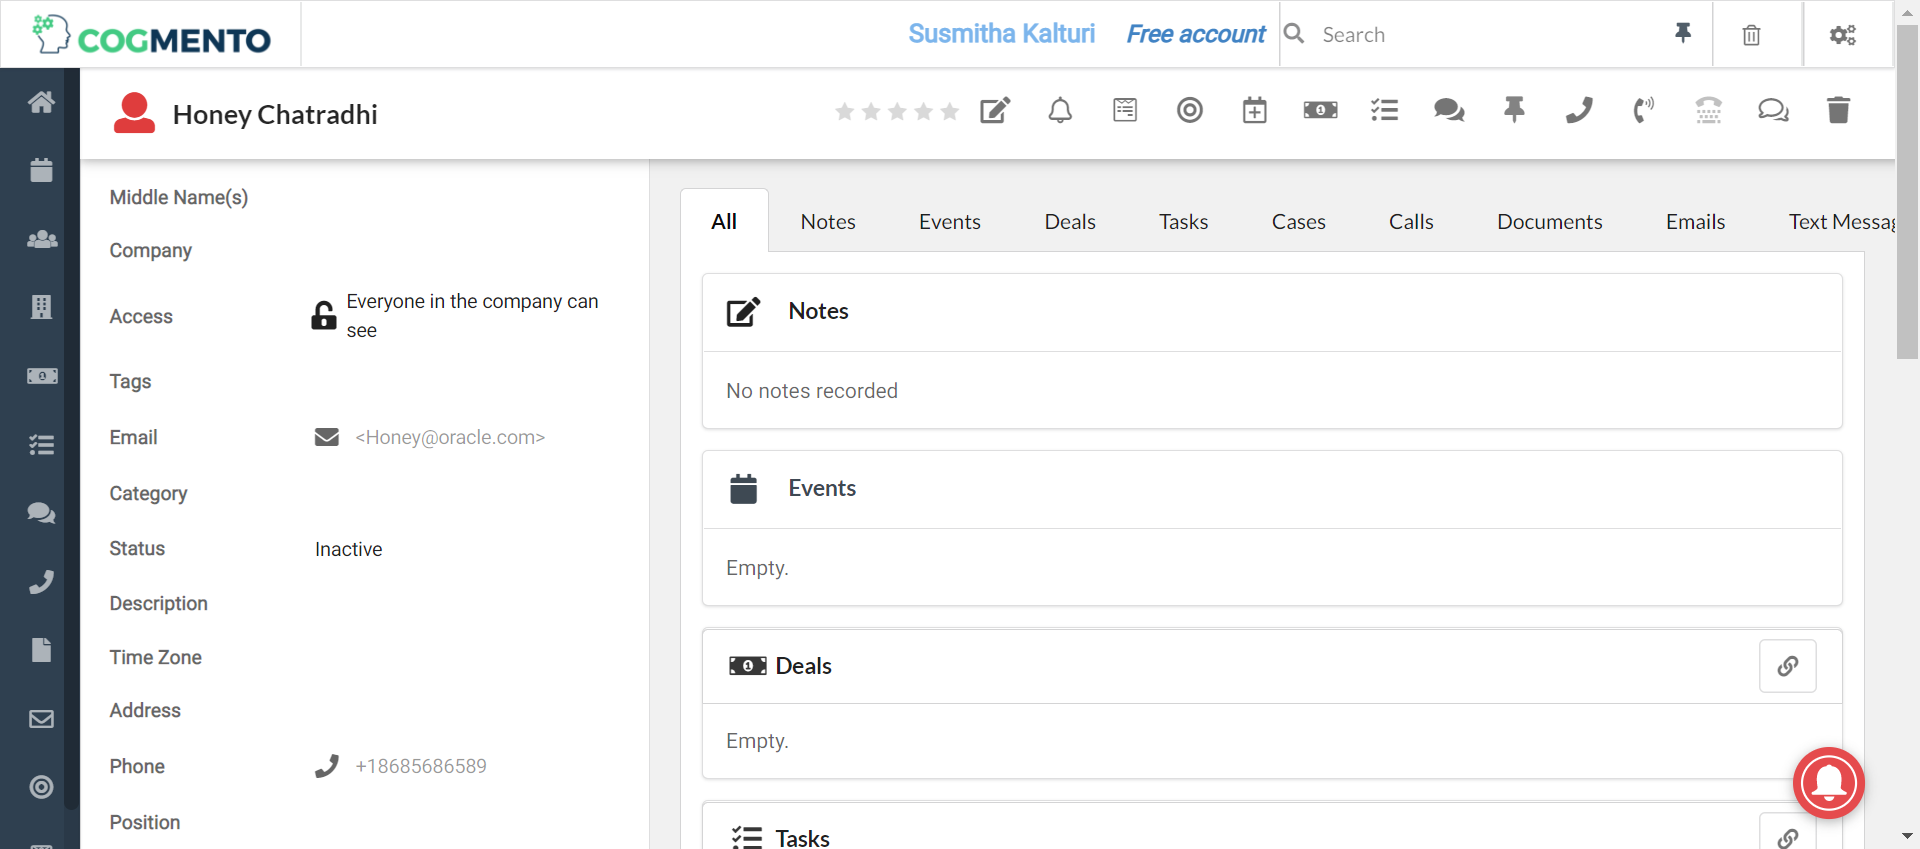 COGMENTO
Susmitha Kalturi
Free account
Search
Honey Chatradhi
Middle Name(s)
Company
Access
Everyone in the company can
see
Tags
Email
<Honey@oracle.com>
Category
Status
Inactive
Description
Time Zone
Address
Phone
+18685686589
Position
All
Notes
Events
Deals
Tasks
Cases
Calls
Documents
Emails
Text Messag
Notes
No notes recorded
Events
Empty.
Deals
Empty.
Tasks